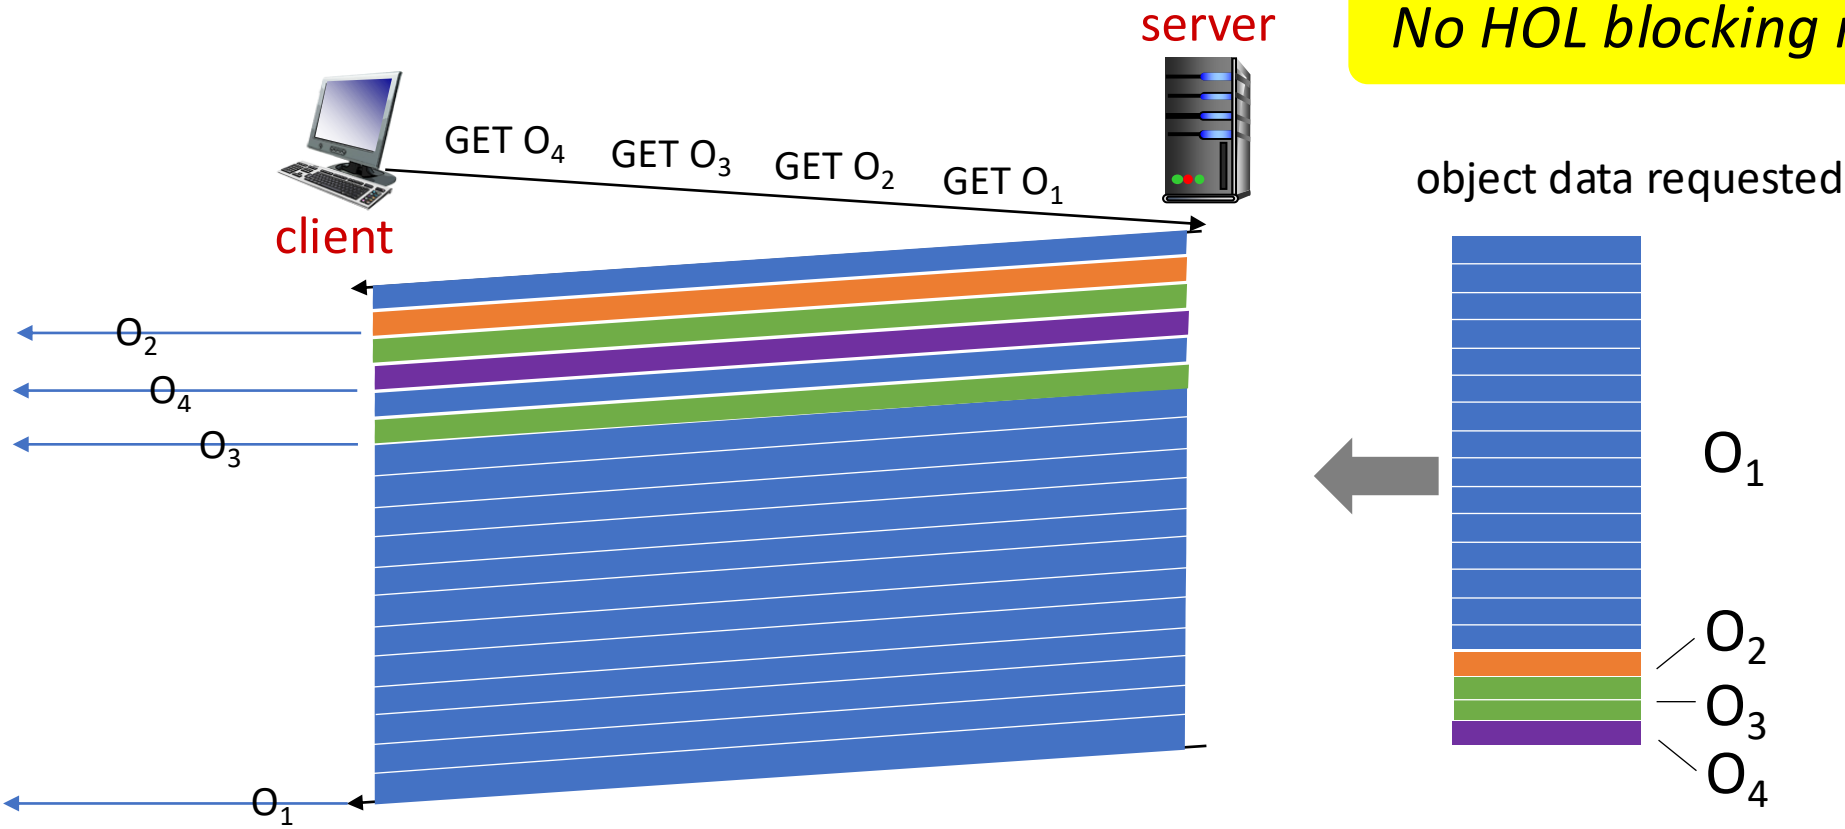 server
No HOL blocking
GET O₄ GET O₃ GET O₂ GET O₁
object data requested
client
O₂
O₄
O₃
O₁
O₁
O₂
O₃
O₄